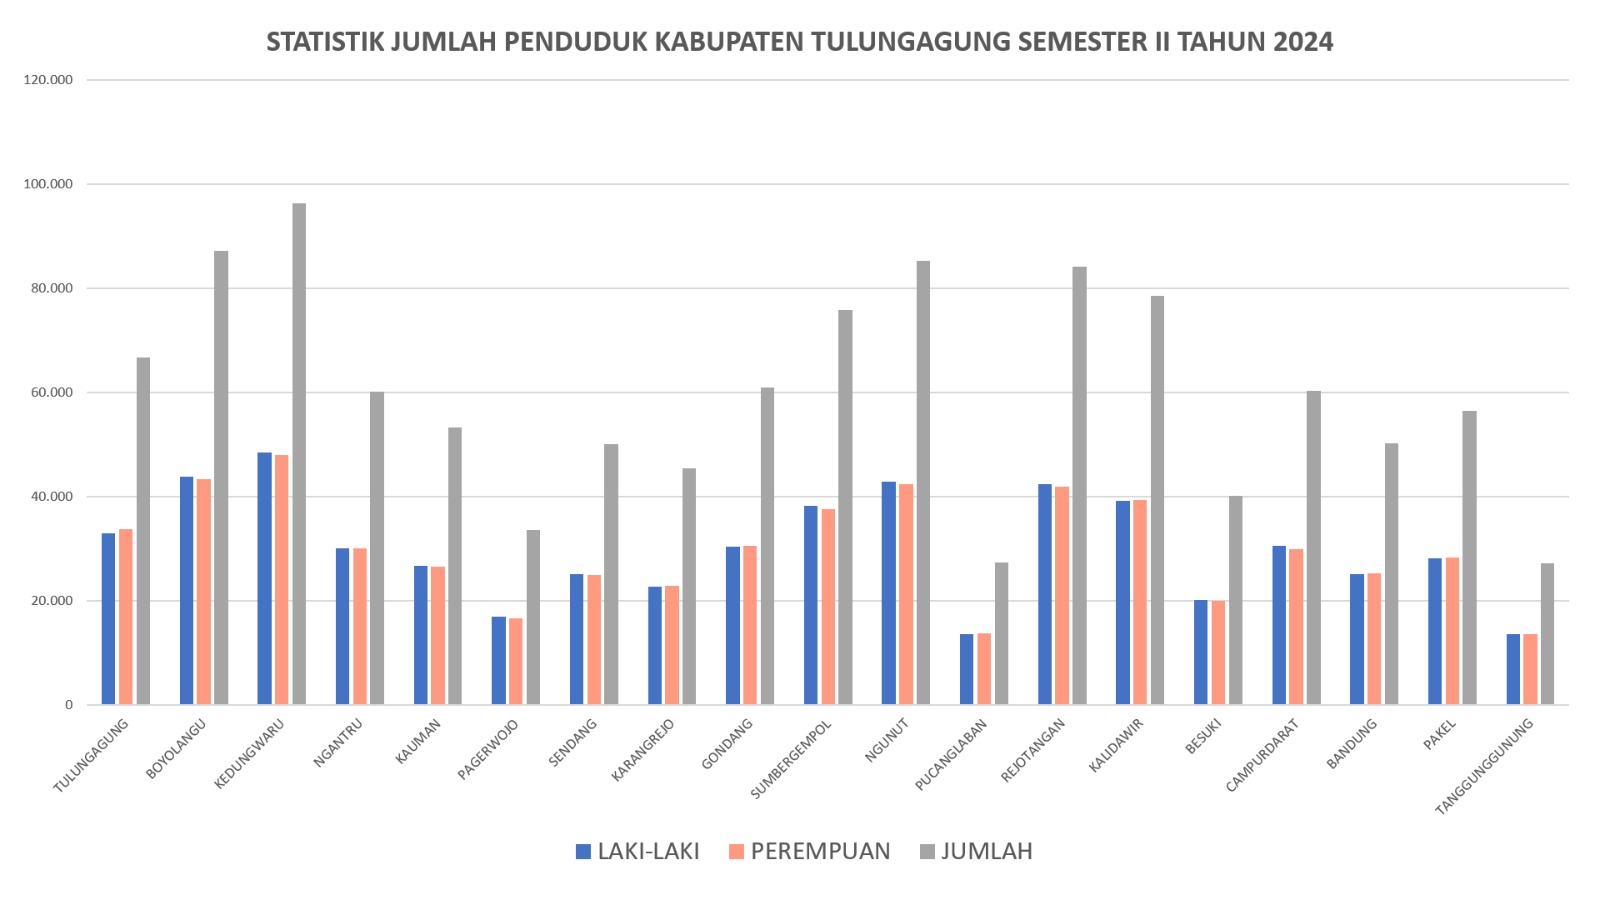 STATISTIK JUMLAH PENDUDUK KABUPATEN TULUNGAGUNG SEMESTER II TAHUN 2024
120.000
100.000
80.000
60.000
40.000
20.000
0
TULUNGAGUNG
BOYOLANGU
KEDUNGWARU
NGANTRU
KAUMAN
PAGERWOJO
SENDANG
KARANGREJO
GONDANG
SUMBERGEMPOL
NGUNUT
PUCANGLABAN
REJOTANGAN
KALIDAWIR
BESUKI
CAMPURDARAT
BANDUNG
PAKEL
TANGGUNGGUNUNG
LAKI-LAKI PEREMPUAN JUMLAH